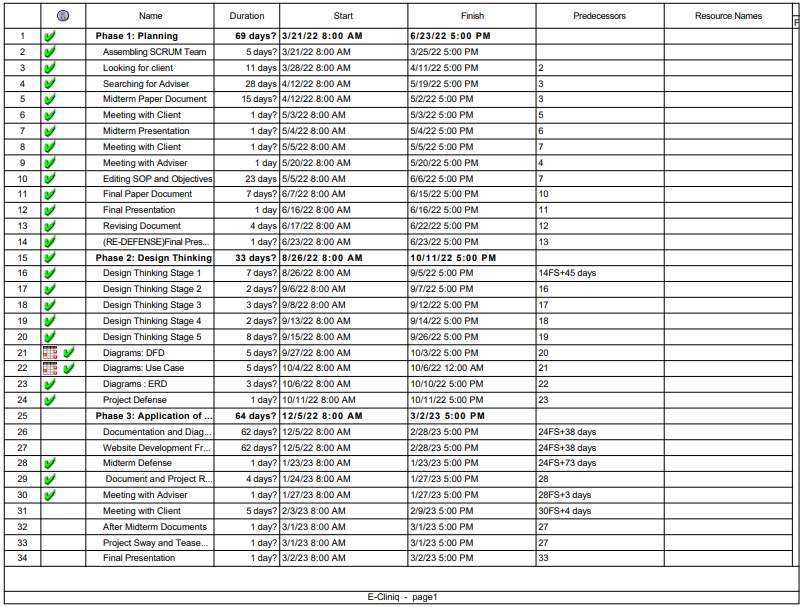 Name Duration Start Finish Predecessors Resource Names
F
1 Phase 1: Planning 69 days? 3/21/22 8:00 AM 6/23/22 5:00 PM
2 Assembling SCRUM Team 5 days? 3/21/22 8:00 AM 3/25/22 5:00 PM
3 Looking for client 11 days 3/28/22 8:00 AM 4/11/22 5:00 PM 2
4 Searching for Adviser 28 days 4/12/22 8:00 AM 5/19/22 5:00 PM 3
5 Midterm Paper Document 15 days? 4/12/22 8:00 AM 5/2/22 5:00 PM 3
6 Meeting with Client 1 day? 5/3/22 8:00 AM 5/3/22 5:00 PM 5
7 Midterm Presentation 1 day? 5/4/22 8:00 AM 5/4/22 5:00 PM 6
8 Meeting with Client 1 day? 5/5/22 8:00 AM 5/5/22 5:00 PM 7
9 Meeting with Adviser 1 day 5/20/22 8:00 AM 5/20/22 5:00 PM 4
10 Editing SOP and Objectives 23 days 5/5/22 8:00 AM 6/6/22 5:00 PM 7
11 Final Paper Document 7 days? 6/7/22 8:00 AM 6/15/22 5:00 PM 10
12 Final Presentation 1 day 6/16/22 8:00 AM 6/16/22 5:00 PM 11
13 Revising Document 4 days 6/17/22 8:00 AM 6/22/22 5:00 PM 12
14 (RE-DEFENSE)Final Pres... 1 day? 6/23/22 8:00 AM 6/23/22 5:00 PM 13
15 Phase 2: Design Thinking 33 days? 8/26/22 8:00 AM 10/11/22 5:00 PM
16 Design Thinking Stage 1 7 days? 8/26/22 8:00 AM 9/5/22 5:00 PM 14FS+45 days
17 Design Thinking Stage 2 2 days? 9/6/22 8:00 AM 9/7/22 5:00 PM 16
18 Design Thinking Stage 3 3 days? 9/8/22 8:00 AM 9/12/22 5:00 PM 17
19 Design Thinking Stage 4 2 days? 9/13/22 8:00 AM 9/14/22 5:00 PM 18
20 Design Thinking Stage 5 8 days? 9/15/22 8:00 AM 9/26/22 5:00 PM 19
21 Diagrams: DFD 5 days? 9/27/22 8:00 AM 10/3/22 5:00 PM 20
22 Diagrams: Use Case 5 days? 10/4/22 8:00 AM 10/6/22 12:00 AM 21
23 Diagrams : ERD 3 days? 10/6/22 8:00 AM 10/10/22 5:00 PM 22
24 Project Defense 1 day? 10/11/22 8:00 AM 10/11/22 5:00 PM 23
25 Phase 3: Application of ... 64 days? 12/5/22 8:00 AM 3/2/23 5:00 PM
26 Documentation and Diag... 62 days? 12/5/22 8:00 AM 2/28/23 5:00 PM 24FS+38 days
27 Website Development Fr... 62 days? 12/5/22 8:00 AM 2/28/23 5:00 PM 24FS+38 days
28 Midterm Defense 1 day? 1/23/23 8:00 AM 1/23/23 5:00 PM 24FS+73 days
29 Document and Project R... 4 days? 1/24/23 8:00 AM 1/27/23 5:00 PM 28
30 Meeting with Adviser 1 day? 1/27/23 8:00 AM 1/27/23 5:00 PM 28FS+3 days
31 Meeting with Client 5 days? 2/3/23 8:00 AM 2/9/23 5:00 PM 30FS+4 days
32 After Midterm Documents 1 day? 3/1/23 8:00 AM 3/1/23 5:00 PM 27
33 Project Sway and Tease... 1 day? 3/1/23 8:00 AM 3/1/23 5:00 PM 27
34 Final Presentation 1 day? 3/2/23 8:00 AM 3/2/23 5:00 PM 33
E-Cliniq - page1